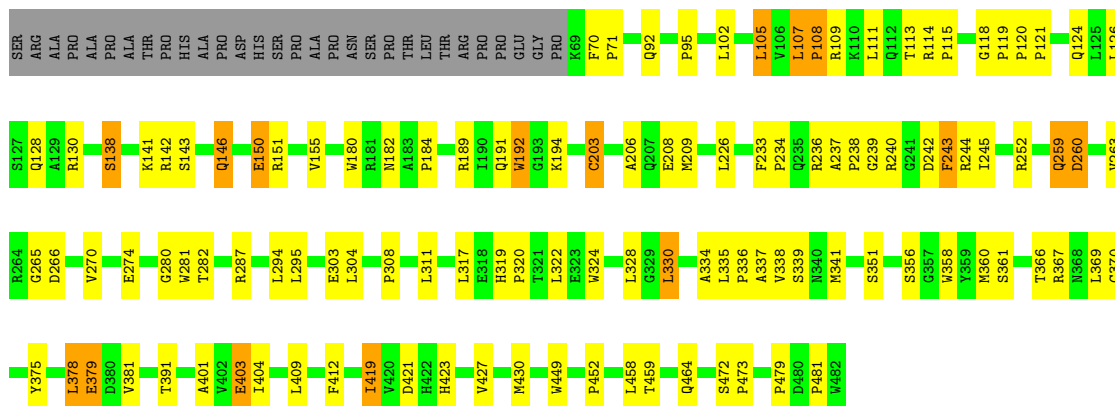 SER ARG ALA PRO PRO ALA PRO ALA THR PRO HIS ALA PRO ASP HIS SER PRO ALA PRO ASN SER PRO THR LEU THR ARG PRO PRO GLU GLY PRO K69 F70 P71 Q92 P95 L102 L105 V106 L107 P108 R109 K110 L111 Q112 T113 R114 P115 G118 P119 P120 P121 Q124 L125 L126
S127 Q128 A129 R130 S138 K141 R142 S143 Q146 E150 R151 V155 W180 R181 N182 A183 P184 R189 I190 Q191 W192 G193 K194 C203 A206 Q207 E208 M209 L226 F233 P234 Q235 R236 A237 P238 G239 R240 G241 D242 F243 R244 I245 R252 Q259 D260
R264 G265 D266 V270 E274 G280 W281 T282 R287 L294 L295 E303 L304 P308 L311 L317 E318 H319 P320 T321 L322 E323 W324 L328 G329 L330 A334 L335 P336 A337 V338 S339 N340 M341 S351 S356 G357 W358 Y359 M360 S361 T366 R367 N368 L369
Y375 L378 E379 D380 V381 T391 A401 V402 E403 I404 L409 F412 I419 V420 D421 H422 H423 V427 M430 W449 P452 L458 T459 Q464 S472 P473 P479 D480 P481 W482